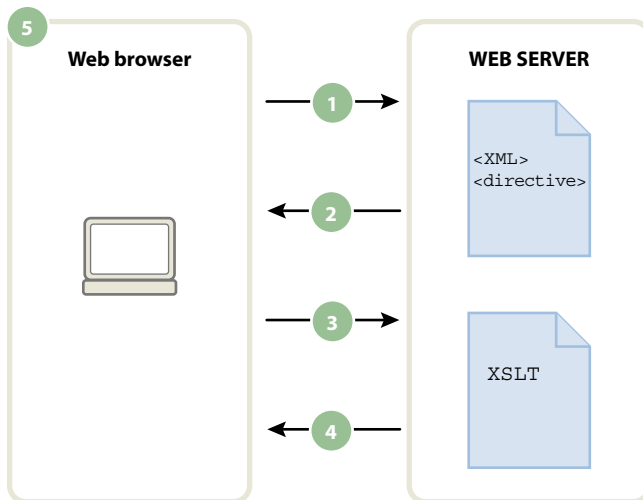 5
Web browser
WEB SERVER
1
<XML>
<directive>
2
3
XSLT
4